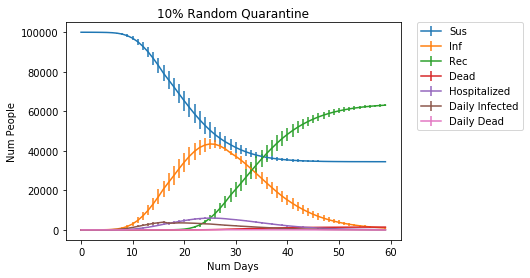 10% Random Quarantine
Num People
100000
80000
60000
40000
20000
0
0 10 20 30 40 50 60
Num Days
Sus
Inf
Rec
Dead
Hospitalized
Daily Infected
Daily Dead